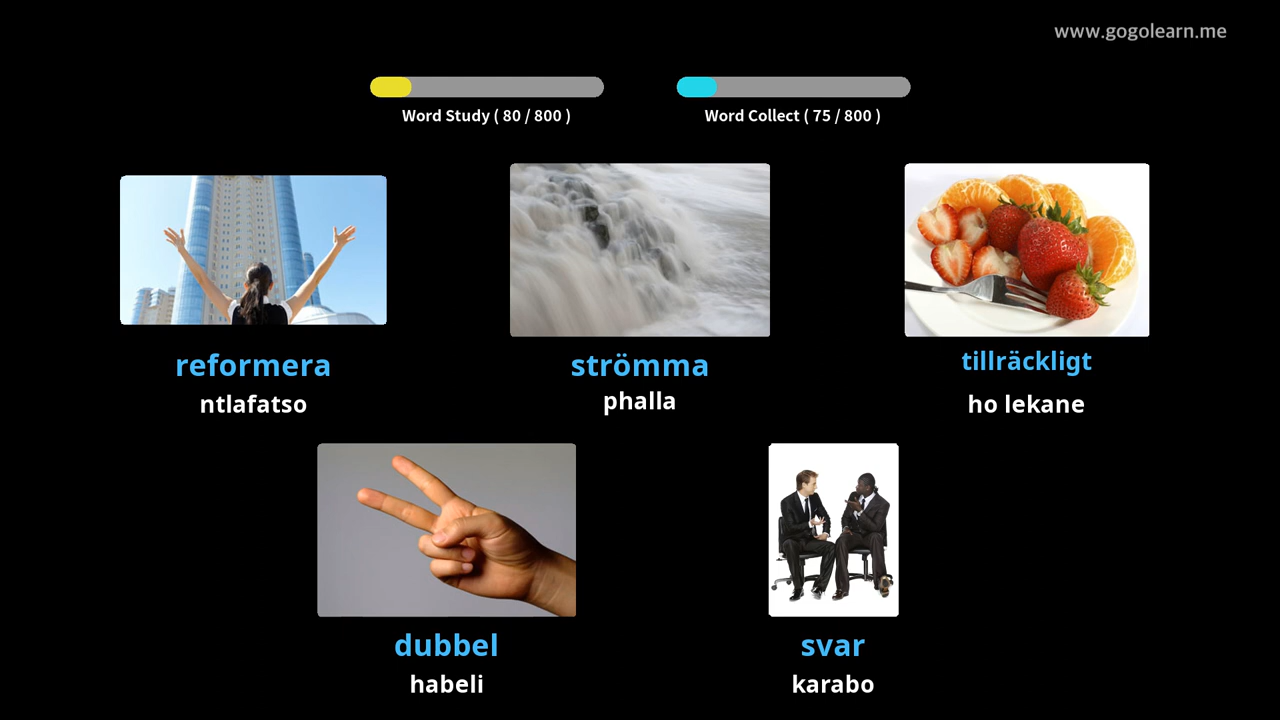 www.gogolearn.me
Word Study ( 80 / 800 )
Word Collect ( 75 / 800 )
reformera
ntlafatso
strömma
phalla
tillräckligt
ho lekane
dubbel
habeli
svar
karabo